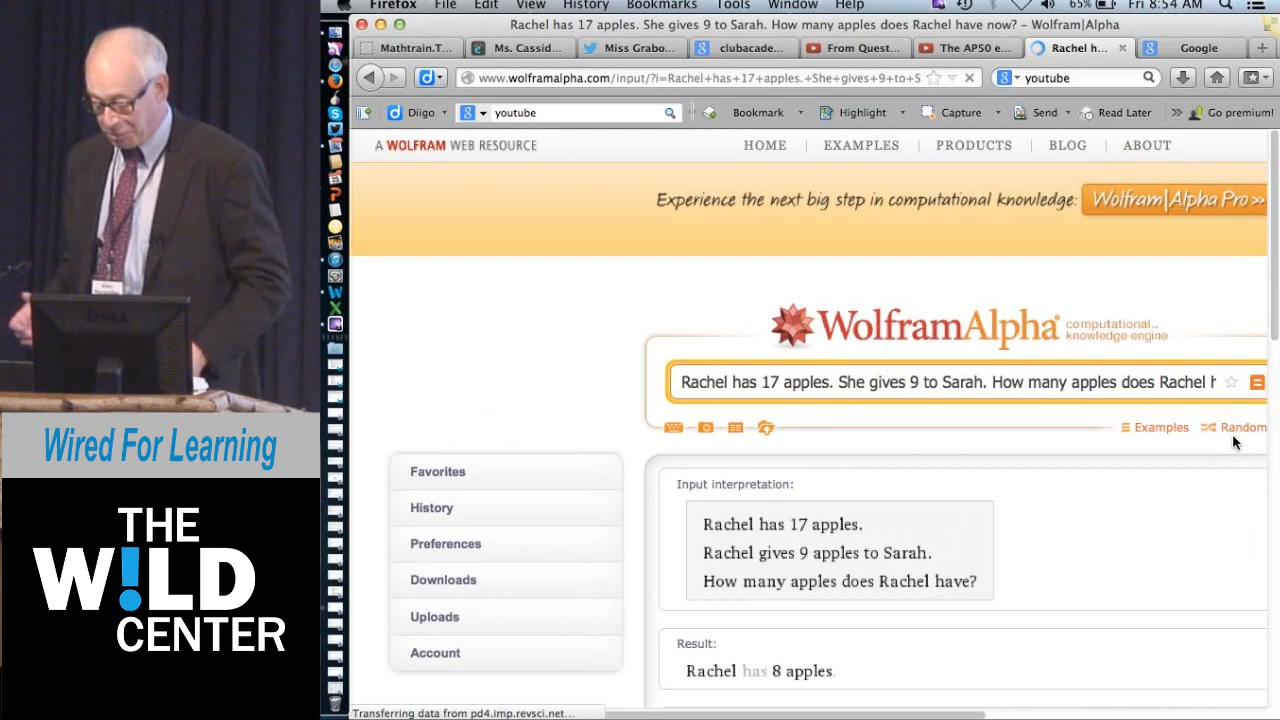 Firefox File Edit View History Bookmarks Tools Window Help 65% Fri 8:54 AM
Rachel has 17 apples. She gives 9 to Sarah. How many apples does Rachel have now? – Wolfram|Alpha
Mathtrain.T... Ms. Cassid... Miss Grabo... clubacad... From Quest... The AP50 e... Rachel h... Google
www.wolframalpha.com/input/?i=Rachel+has+17+apples.+She+gives+9+to+S youtube
Diigo youtube Bookmark Highlight Capture Send Read Later Go premium!
A WOLFRAM WEB RESOURCE HOME EXAMPLES PRODUCTS BLOG ABOUT
Experience the next big step in computational knowledge: Wolfram|Alpha Pro >>
WolframAlpha computational knowledge engine
Rachel has 17 apples. She gives 9 to Sarah. How many apples does Rachel h
Examples Random
Favorites
History
Preferences
Downloads
Uploads
Account
Input interpretation:
Rachel has 17 apples.
Rachel gives 9 apples to Sarah.
How many apples does Rachel have?
Result:
Rachel has 8 apples.
Transferring data from pd4.imp.revsci.net...
DELL
Wired For Learning
THE
W!LD
CENTER